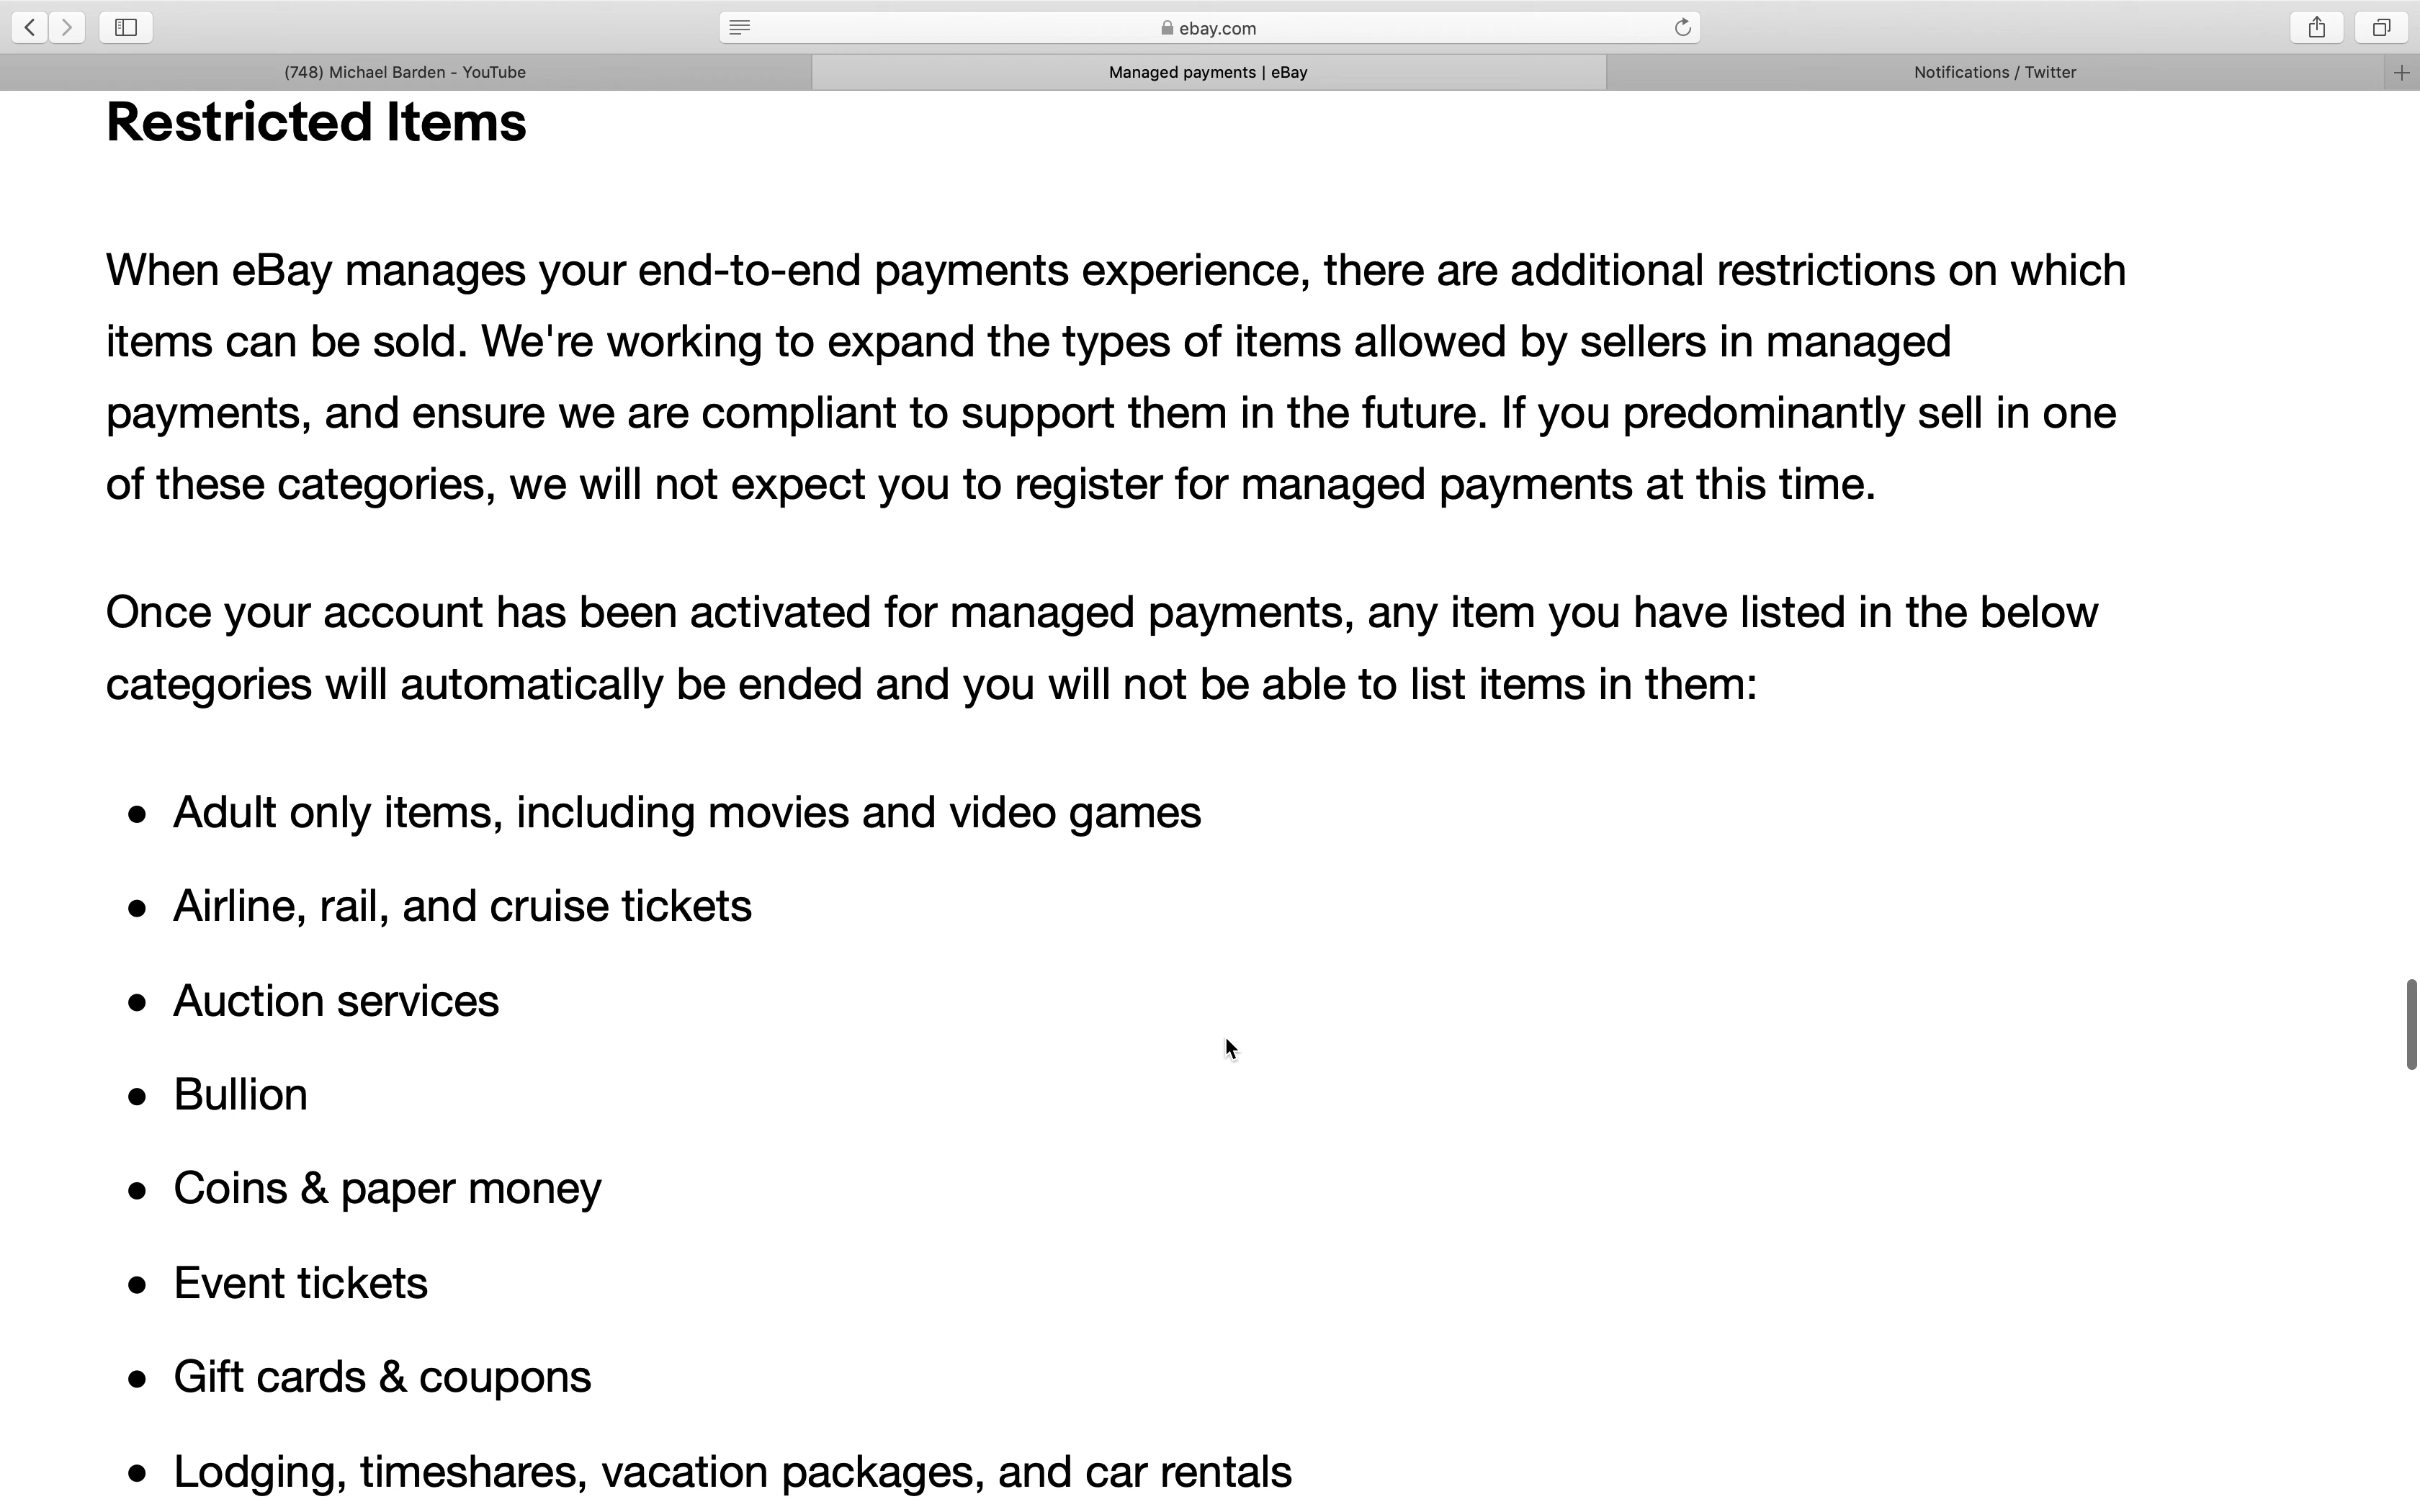 ebay.com
(748) Michael Barden - YouTube
Managed payments | eBay
Notifications / Twitter
Restricted Items
When eBay manages your end-to-end payments experience, there are additional restrictions on which
items can be sold. We're working to expand the types of items allowed by sellers in managed
payments, and ensure we are compliant to support them in the future. If you predominantly sell in one
of these categories, we will not expect you to register for managed payments at this time.
Once your account has been activated for managed payments, any item you have listed in the below
categories will automatically be ended and you will not be able to list items in them:
● Adult only items, including movies and video games
● Airline, rail, and cruise tickets
● Auction services
● Bullion
● Coins & paper money
● Event tickets
● Gift cards & coupons
● Lodging, timeshares, vacation packages, and car rentals